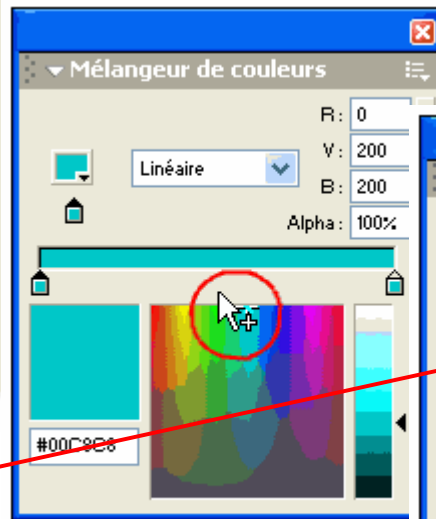 Mélangeur de couleurs
R: 0
Linéaire
V: 200
B: 200
Alpha: 100%
#00C8C8